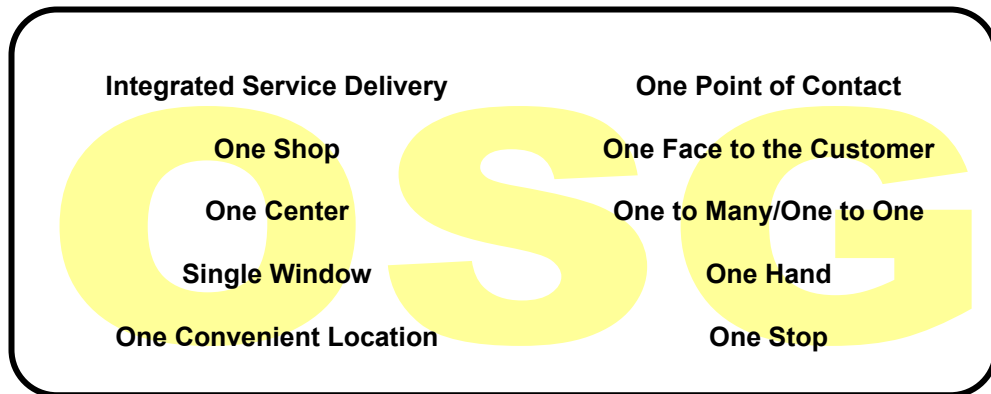 OSG
Integrated Service Delivery
One Shop
One Center
Single Window
One Convenient Location
One Point of Contact
One Face to the Customer
One to Many/One to One
One Hand
One Stop